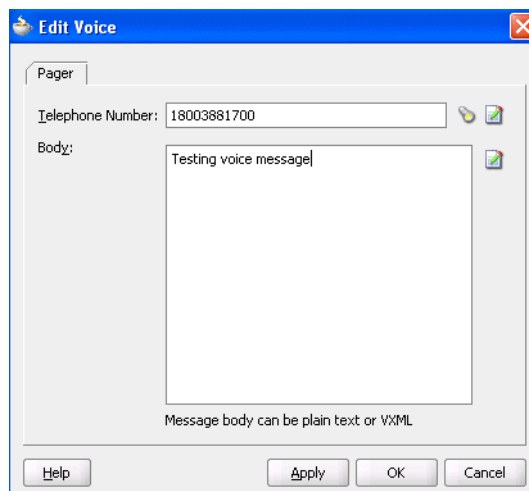 Edit Voice
Pager
Telephone Number: 18003881700
Body: Testing voice message
Message body can be plain text or VXML
Help Apply OK Cancel